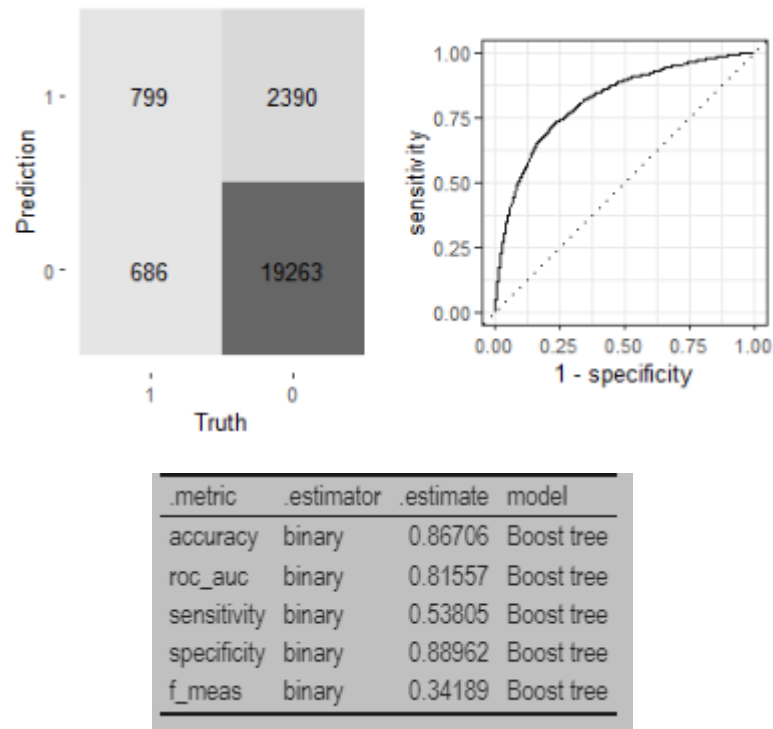 1 799 2390
Prediction
0 686 19263
1 0
Truth
1.00
0.75
sensitivity
0.50
0.25
0.00
0.00 0.25 0.50 0.75 1.00
1 - specificity
.metric .estimator .estimate model
accuracy binary 0.86706 Boost tree
roc_auc binary 0.81557 Boost tree
sensitivity binary 0.53805 Boost tree
specificity binary 0.88962 Boost tree
f_meas binary 0.34189 Boost tree